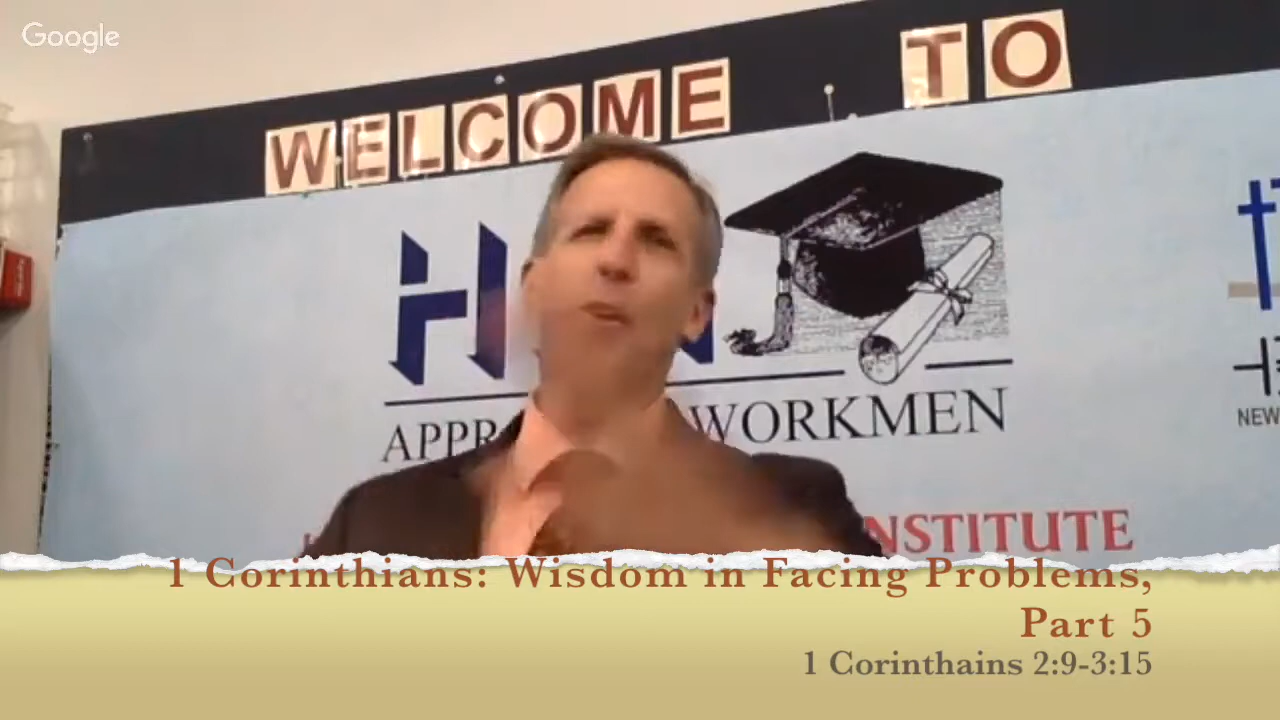 Google
WELCOME TO
H
APPR WORKMEN
NSTITUTE
NEW
1 Corinthians: Wisdom in Facing Problems,
Part 5
1 Corinthains 2:9-3:15